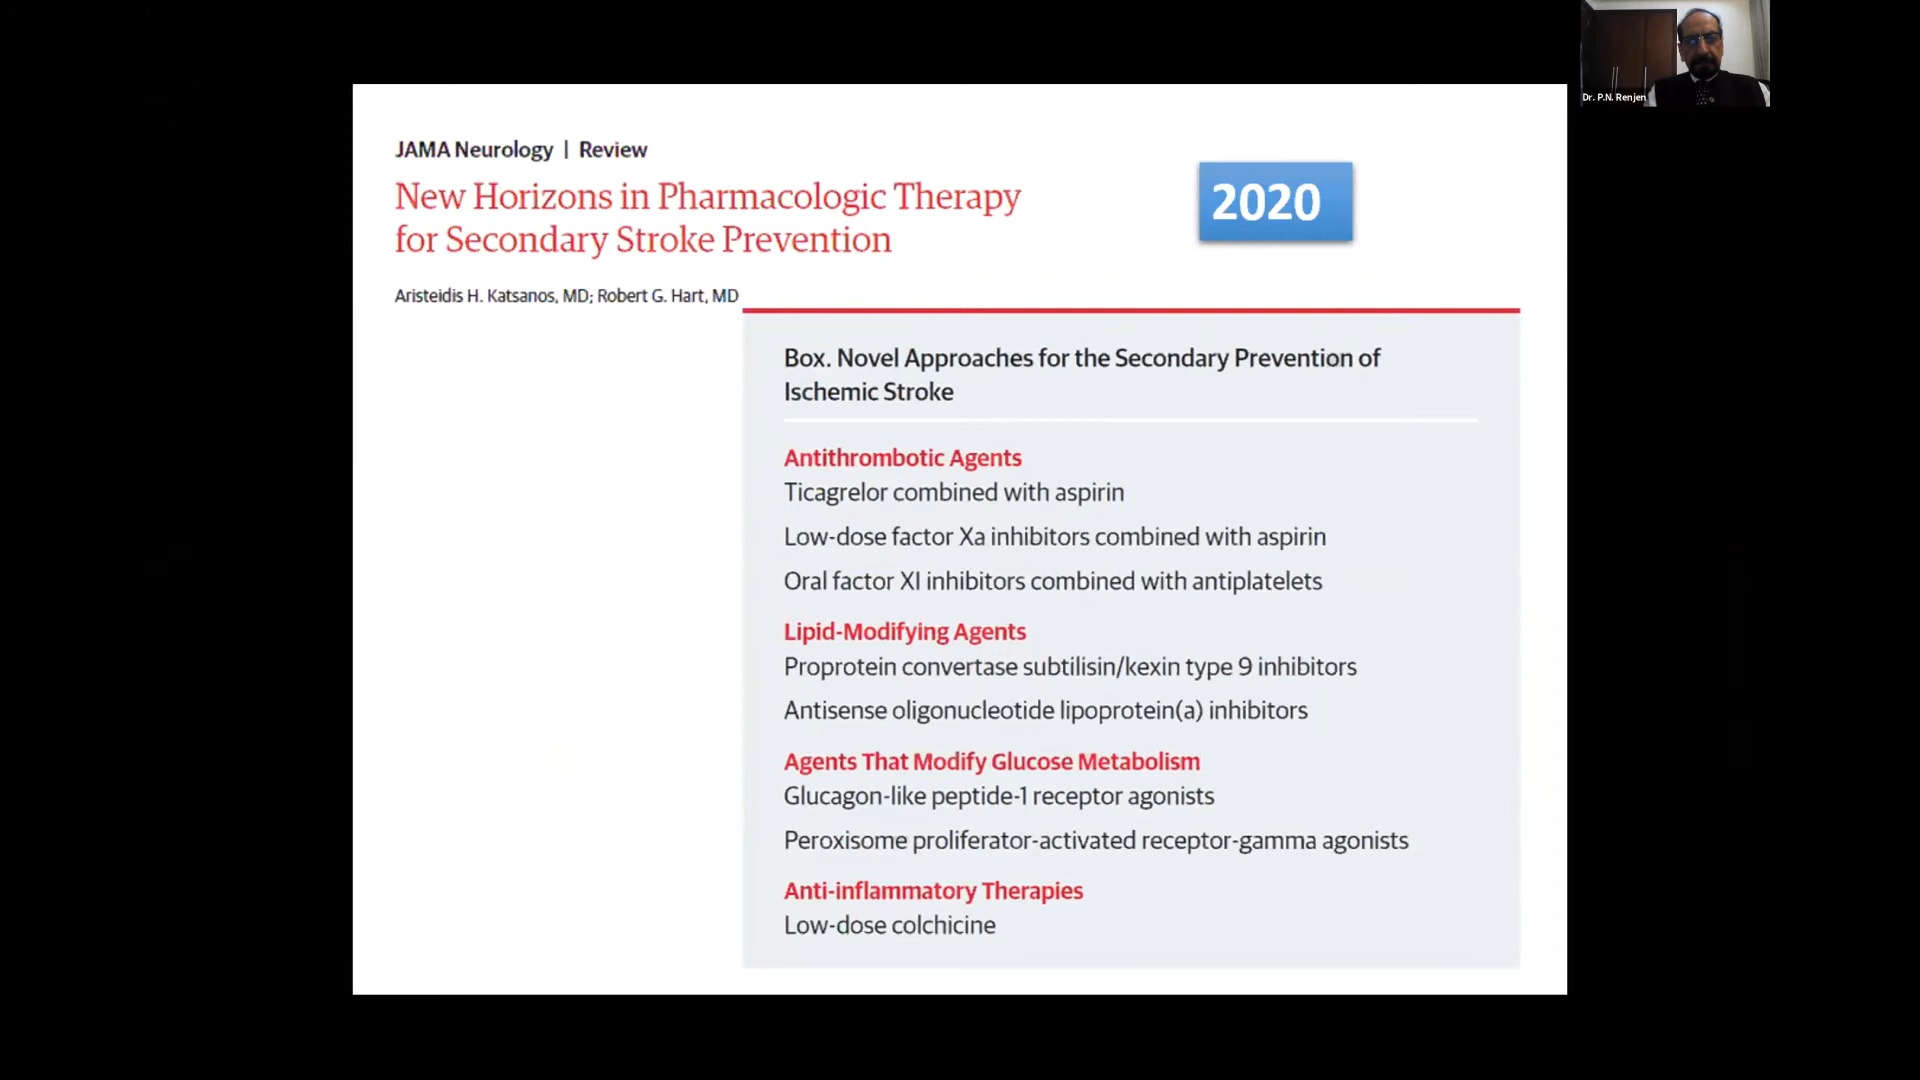 Dr. P.N. Renjen
JAMA Neurology | Review
New Horizons in Pharmacologic Therapy
for Secondary Stroke Prevention
2020
Aristeidis H. Katsanos, MD; Robert G. Hart, MD
Box. Novel Approaches for the Secondary Prevention of
Ischemic Stroke
Antithrombotic Agents
Ticagrelor combined with aspirin
Low-dose factor Xa inhibitors combined with aspirin
Oral factor XI inhibitors combined with antiplatelets
Lipid-Modifying Agents
Proprotein convertase subtilisin/kexin type 9 inhibitors
Antisense oligonucleotide lipoprotein(a) inhibitors
Agents That Modify Glucose Metabolism
Glucagon-like peptide-1 receptor agonists
Peroxisome proliferator-activated receptor-gamma agonists
Anti-inflammatory Therapies
Low-dose colchicine